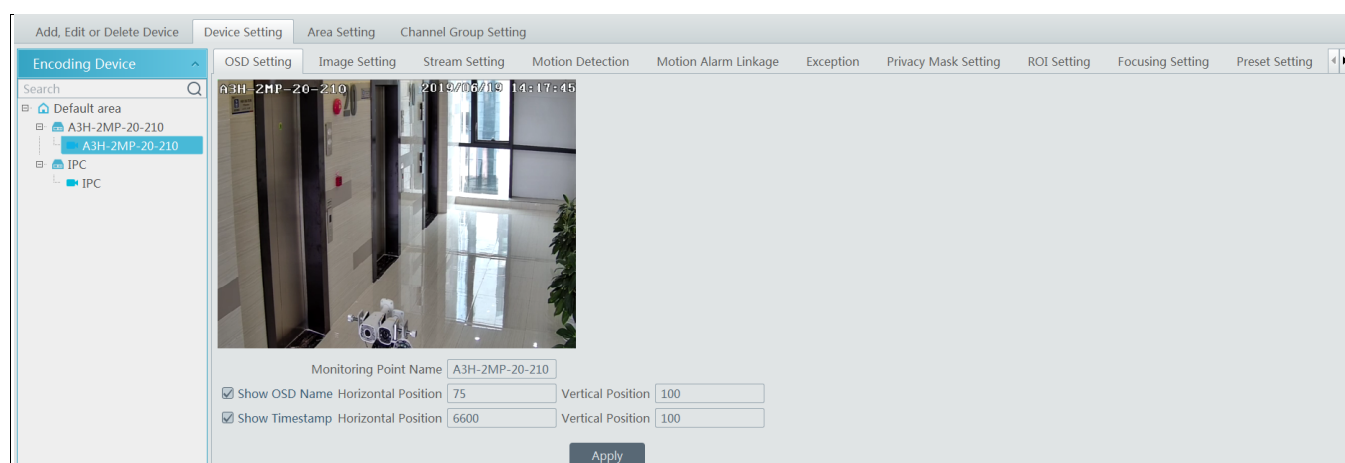 Add, Edit or Delete Device Device Setting Area Setting Channel Group Setting
Encoding Device OSD Setting Image Setting Stream Setting Motion Detection Motion Alarm Linkage Exception Privacy Mask Setting ROI Setting Focusing Setting Preset Setting
Search
Default area
A3H-2MP-20-210
A3H-2MP-20-210
IPC
IPC
A3H-2MP-20-210 2019/06/19 14:17:45
20
Monitoring Point Name A3H-2MP-20-210
Show OSD Name Horizontal Position 75 Vertical Position 100
Show Timestamp Horizontal Position 6600 Vertical Position 100
Apply